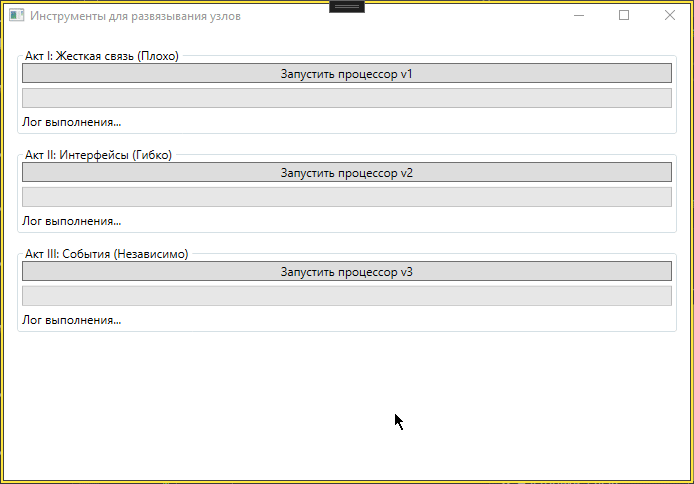 Инструменты для развязывания узлов
Акт I: Жесткая связь (Плохо)
Запустить процессор v1
Лог выполнения...
Акт II: Интерфейсы (Гибко)
Запустить процессор v2
Лог выполнения...
Акт III: События (Независимо)
Запустить процессор v3
Лог выполнения...